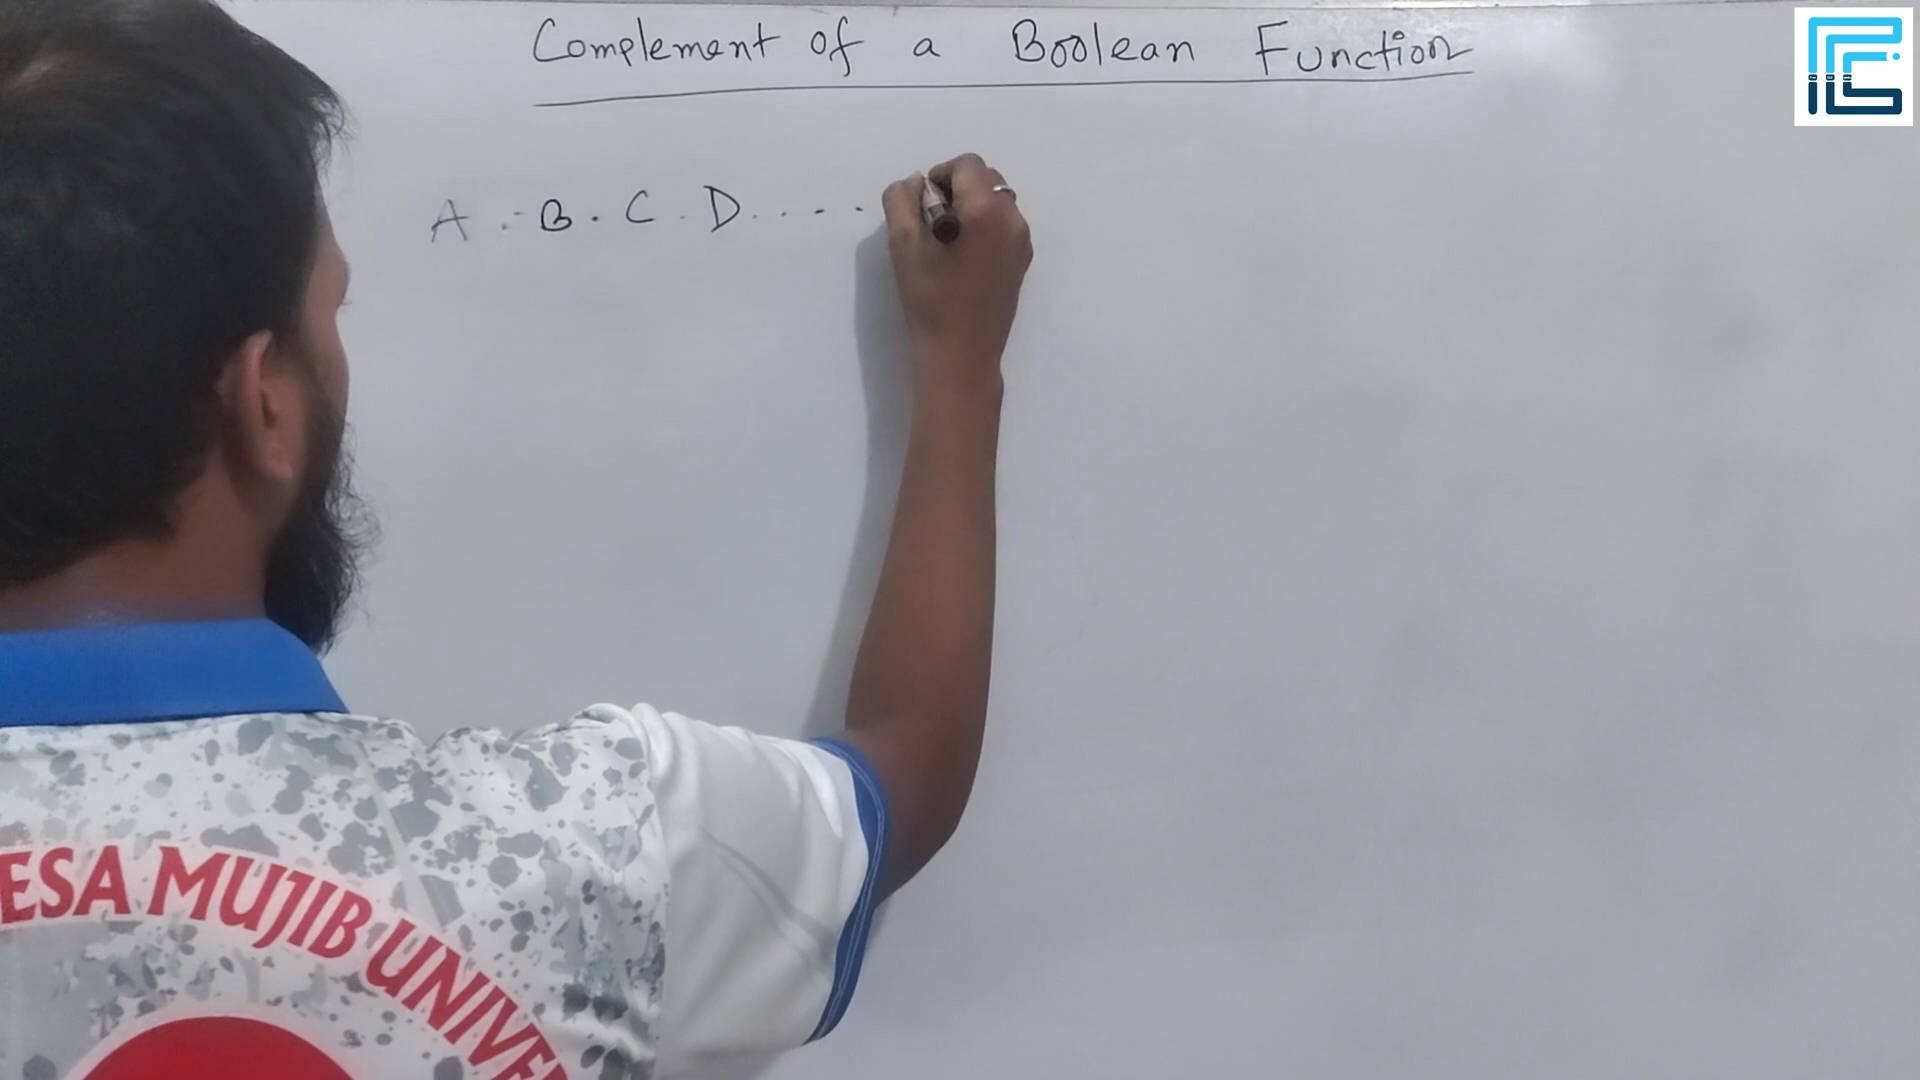 Complement of a Boolean Function
A . B . C . D . . . . .
ESA MUJIB UNIVE